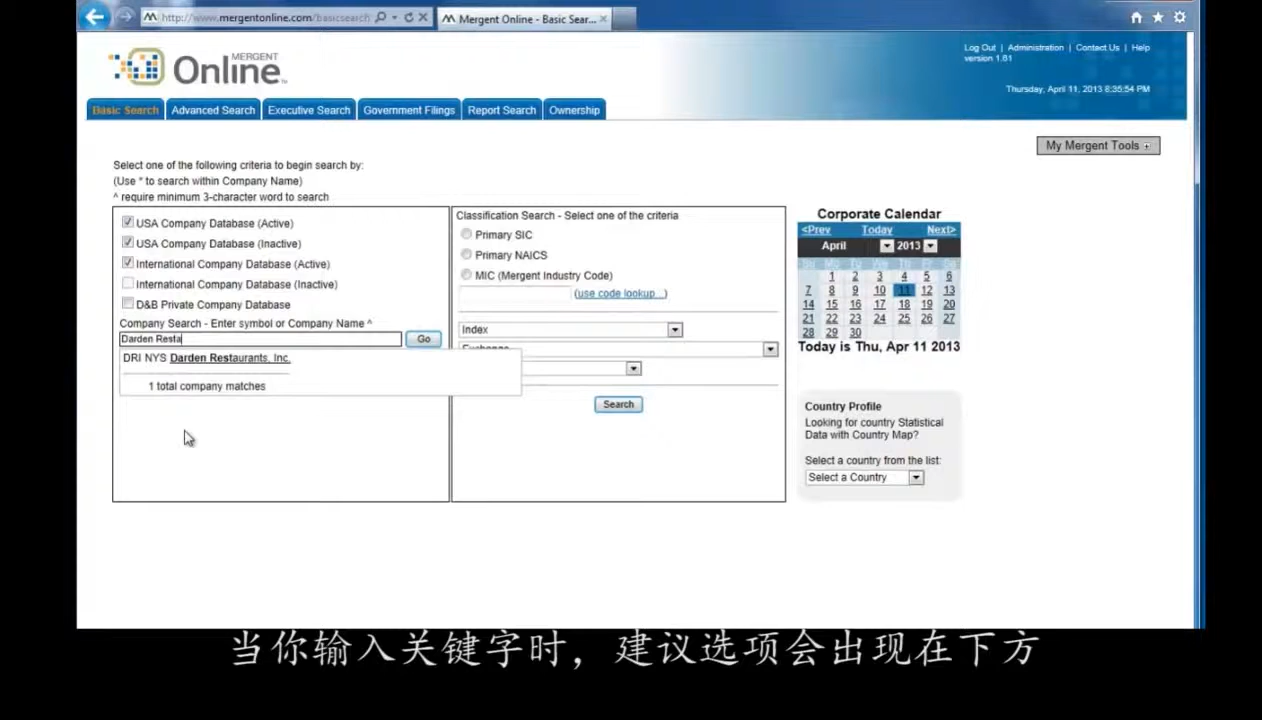 http://www.mergentonline.com/basicsearch
Mergent Online - Basic Sear...
MERGENT
Online
Log Out | Administration | Contact Us | Help
version 1.81
Thursday, April 11, 2013 8:35:54 PM
Basic Search
Advanced Search
Executive Search
Government Filings
Report Search
Ownership
My Mergent Tools
Select one of the following criteria to begin search by:
(Use * to search within Company Name)
^ require minimum 3-character word to search
USA Company Database (Active)
USA Company Database (Inactive)
International Company Database (Active)
International Company Database (Inactive)
D&B Private Company Database
Company Search - Enter symbol or Company Name ^
Darden Resta
Go
DRI NYS Darden Restaurants, Inc.
1 total company matches
Classification Search - Select one of the criteria
Primary SIC
Primary NAICS
MIC (Mergent Industry Code)
(use code lookup...)
Index
Search
Corporate Calendar
<Prev Today Next>
April 2013
1 2 3 4 5 6
7 8 9 10 11 12 13
14 15 16 17 18 19 20
21 22 23 24 25 26 27
28 29 30
Today is Thu, Apr 11 2013
Country Profile
Looking for country Statistical
Data with Country Map?
Select a country from the list:
Select a Country
当你输入关键字时，建议选项会出现在下方